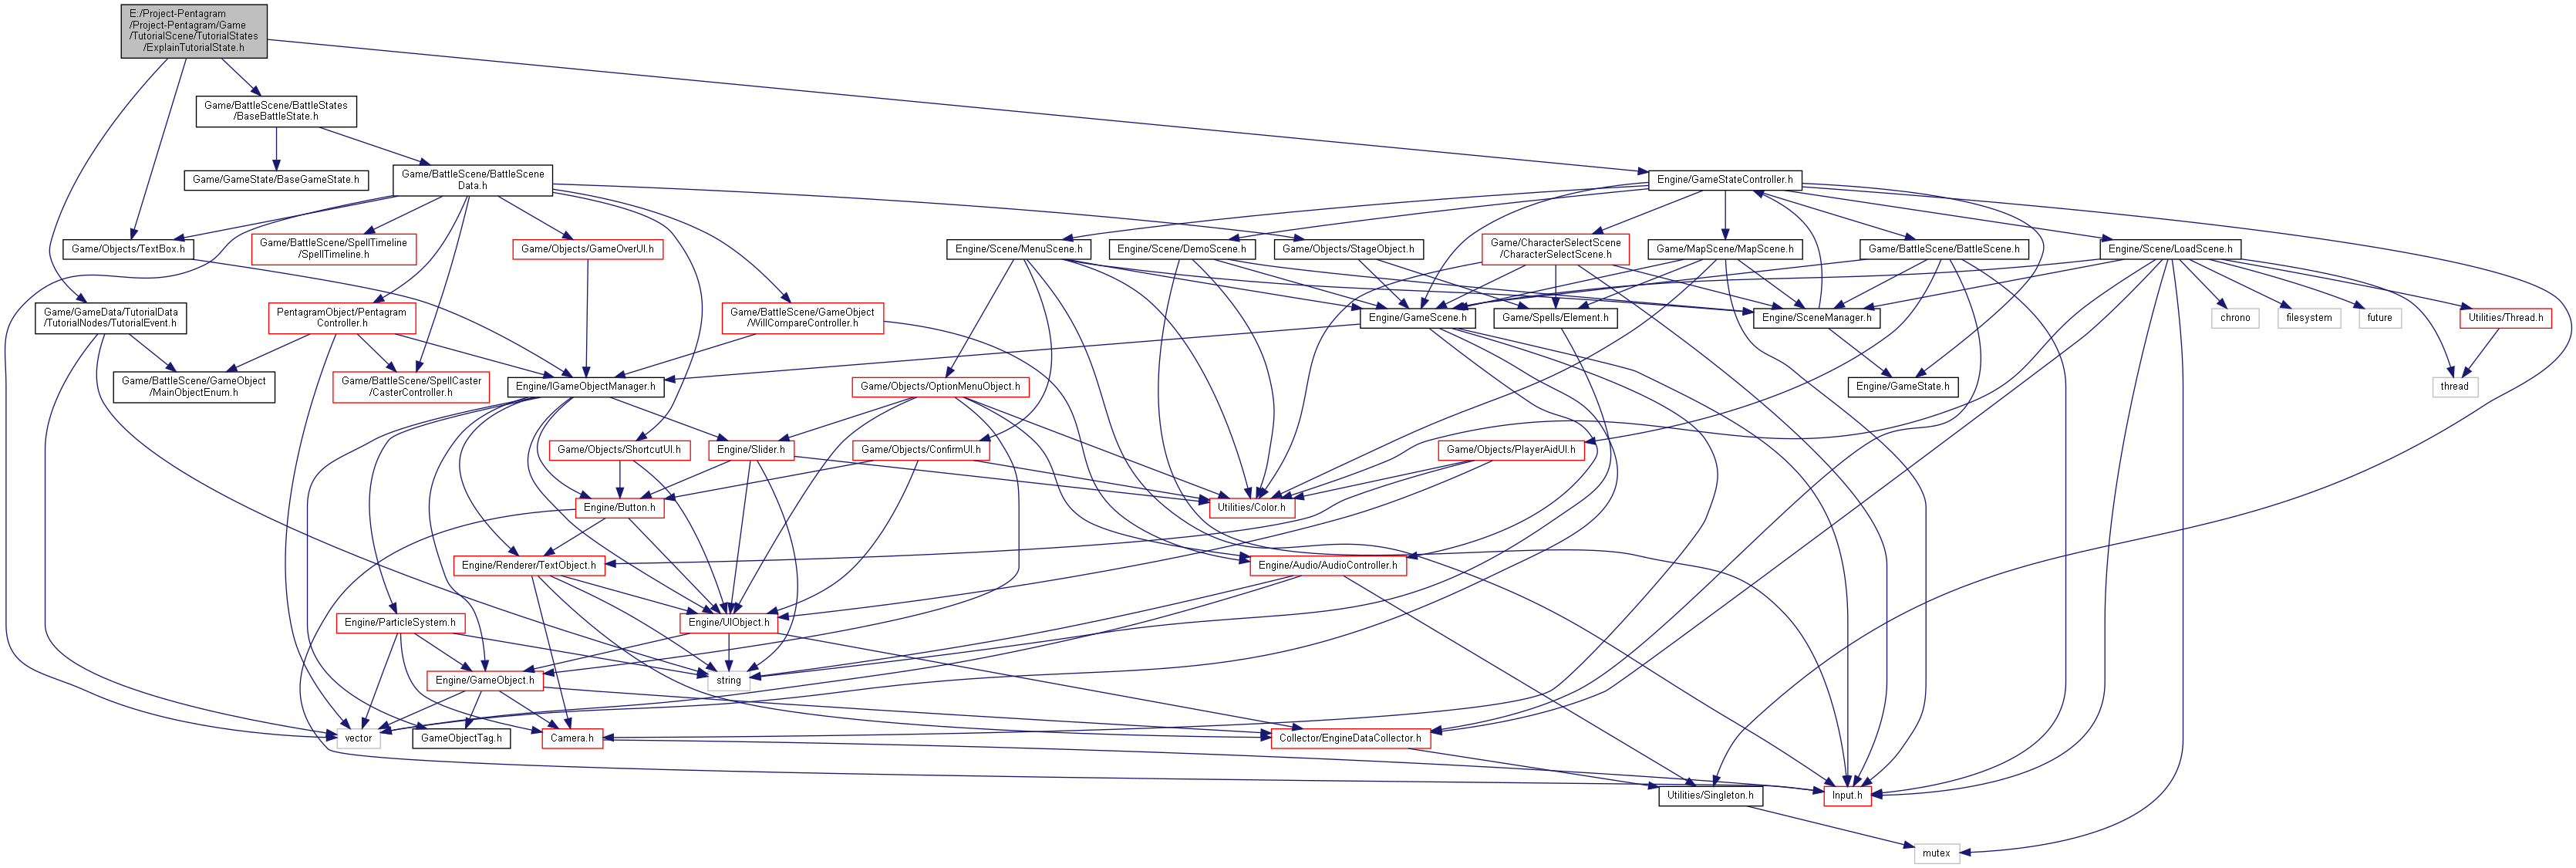 E:/Project-Pentagram
/Project-Pentagram/Game
/TutorialScene/TutorialStates
/ExplainTutorialState.h
Game/BattleScene/BattleStates
/BaseBattleState.h
Game/GameState/BaseGameState.h
Game/BattleScene/BattleScene
Data.h
Engine/GameStateController.h
Game/Objects/TextBox.h
Game/BattleScene/SpellTimeline
/SpellTimeline.h
Game/Objects/GameOverUI.h
Engine/Scene/MenuScene.h
Engine/Scene/DemoScene.h
Game/Objects/StageObject.h
Game/CharacterSelectScene
/CharacterSelectScene.h
Game/MapScene/MapScene.h
Game/BattleScene/BattleScene.h
Engine/Scene/LoadScene.h
Game/GameData/TutorialData
/TutorialNodes/TutorialEvent.h
PentagramObject/Pentagram
Controller.h
Game/BattleScene/GameObject
/WillCompareController.h
Engine/GameScene.h
Game/Spells/Element.h
Engine/SceneManager.h
chrono
filesystem
future
Utilities/Thread.h
Game/BattleScene/GameObject
/MainObjectEnum.h
Game/BattleScene/SpellCaster
/CasterController.h
Engine/IGameObjectManager.h
Game/Objects/OptionMenuObject.h
Engine/GameState.h
thread
Game/Objects/ShortcutUI.h
Engine/Slider.h
Game/Objects/ConfirmUI.h
Game/Objects/PlayerAidUI.h
Engine/Button.h
Utilities/Color.h
Engine/Renderer/TextObject.h
Engine/Audio/AudioController.h
Engine/ParticleSystem.h
Engine/UIObject.h
Engine/GameObject.h
string
vector
GameObjectTag.h
Camera.h
Collector/EngineDataCollector.h
Utilities/Singleton.h
Input.h
mutex